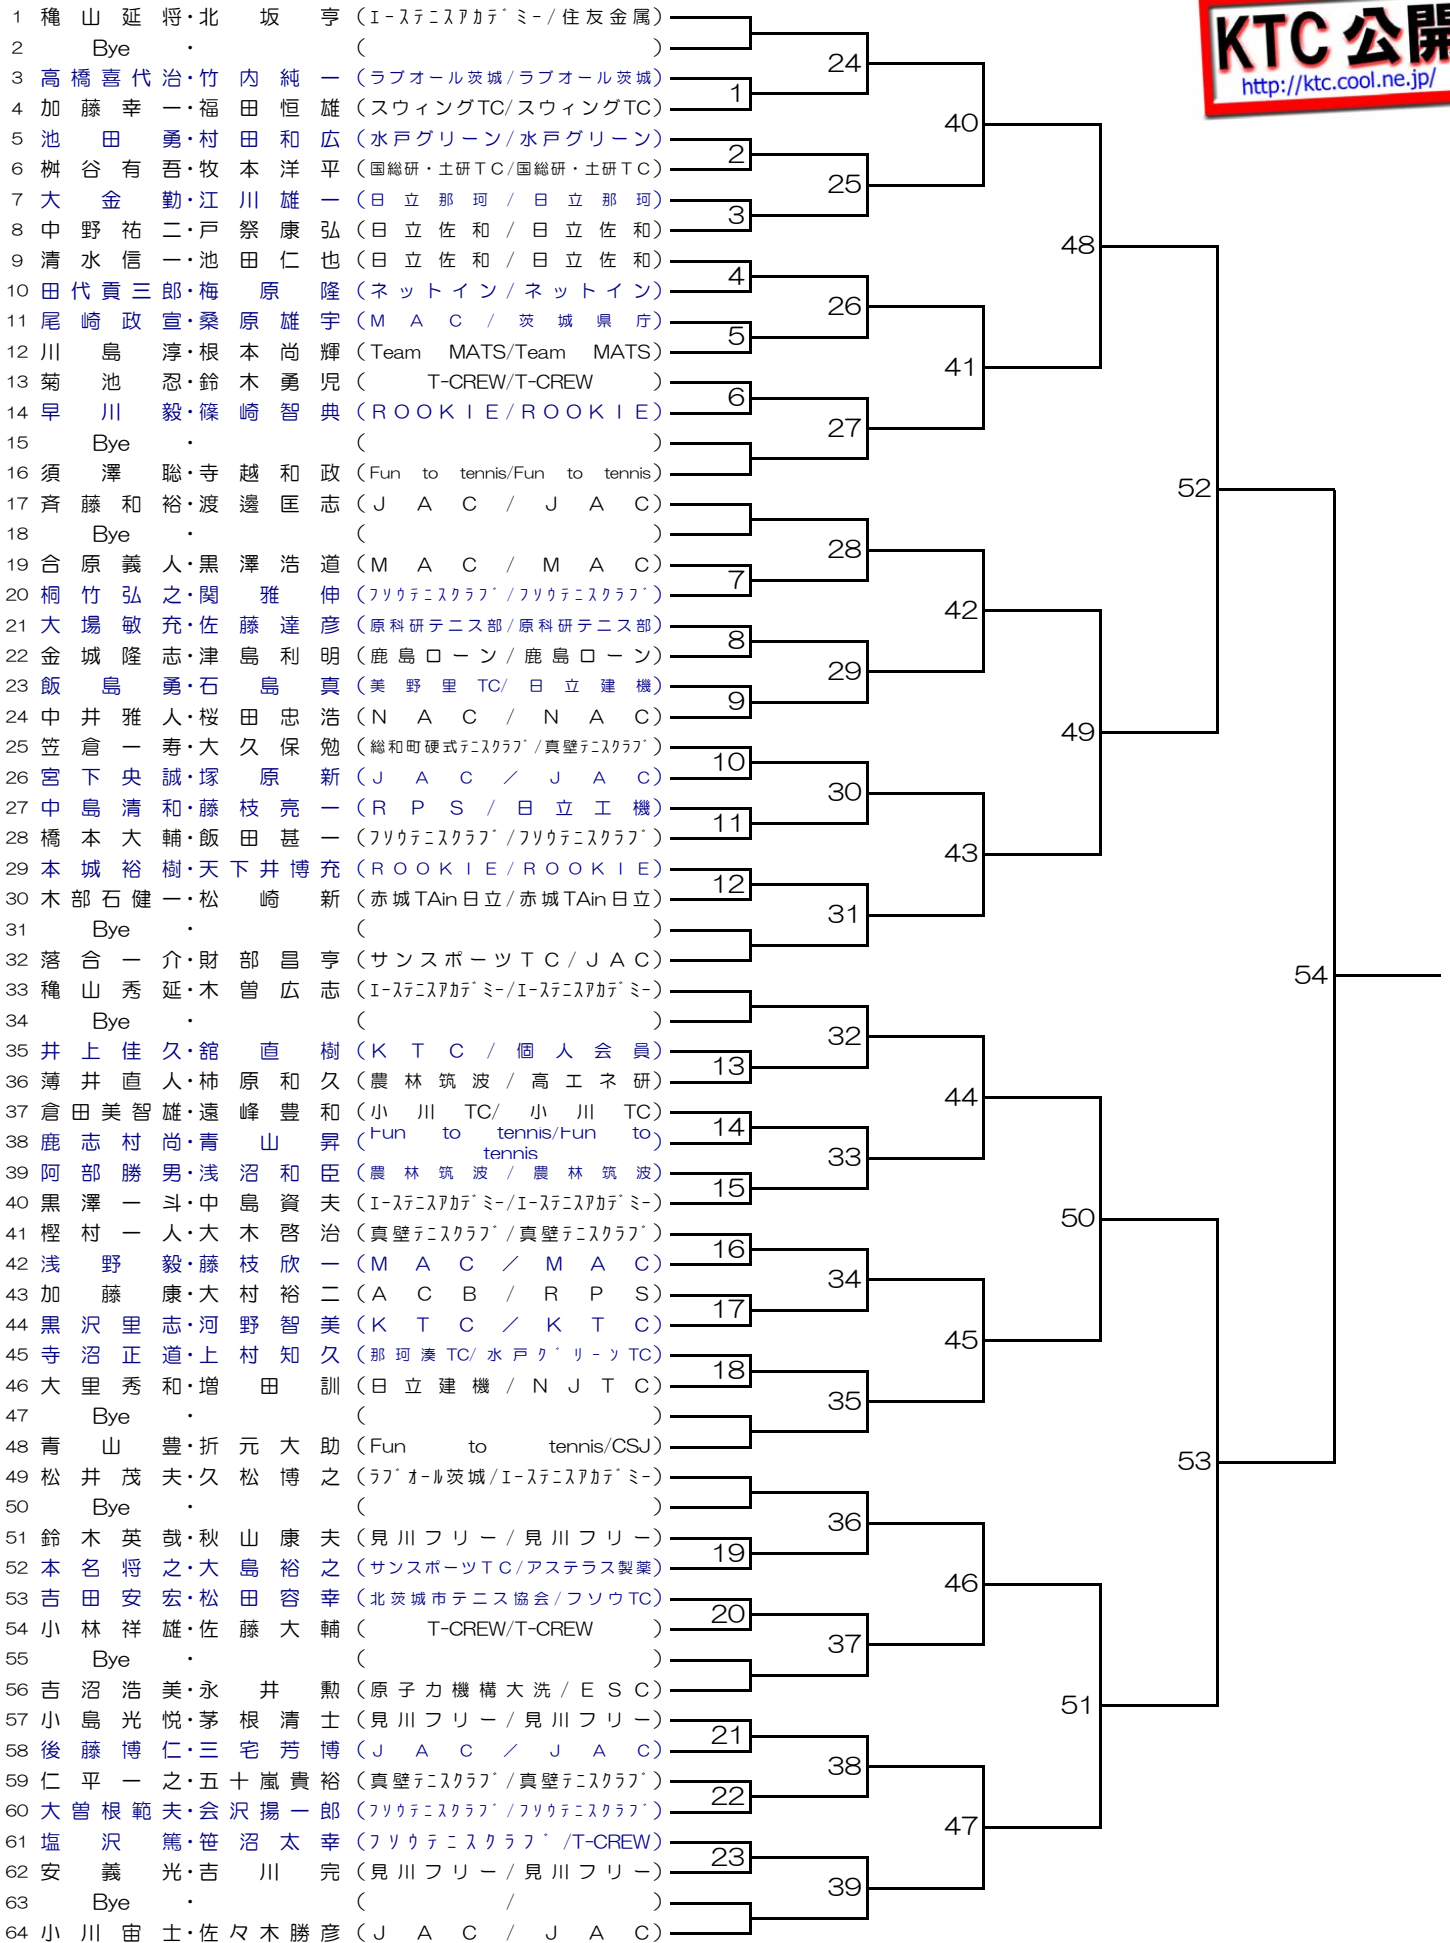 KTC 公開
http://ktc.cool.ne.jp/
1 穐山延将・北坂亨 (エーステニスアカデミー/住友金属)
2 Bye ・ ( )
24
3 高橋喜代治・竹内純一 (ラブオール茨城/ラブオール茨城)
1
4 加藤幸一・福田恒雄 (スウィングTC/スウィングTC)
40
5 池田勇・村田和広 (水戸グリーン/水戸グリーン)
2
6 桝谷有吾・牧本洋平 (国総研・土研TC/国総研・土研TC)
25
7 大金勤・江川雄一 (日立那珂/日立那珂)
3
8 中野祐二・戸祭康弘 (日立佐和/日立佐和)
48
9 清水信一・池田仁也 (日立佐和/日立佐和)
4
10 田代貢三郎・梅原隆 (ネットイン/ネットイン)
26
11 尾崎政宣・桑原雄宇 (MAC/茨城県庁)
5
12 川島淳・根本尚輝 (Team MATS/Team MATS)
41
13 菊池忍・鈴木勇児 (T-CREW/T-CREW)
6
14 早川毅・篠崎智典 (ROOKIE/ROOKIE)
27
15 Bye ・ ( )
16 須澤聡・寺越和政 (Fun to tennis/Fun to tennis)
52
17 斉藤和裕・渡邊匡志 (JAC/JAC)
18 Bye ・ ( )
28
19 合原義人・黒澤浩道 (MAC/MAC)
7
20 桐竹弘之・関雅伸 (フソウテニスクラブ/フソウテニスクラブ)
42
21 大場敏充・佐藤達彦 (原科研テニス部/原科研テニス部)
8
22 金城隆志・津島利明 (鹿島ローン/鹿島ローン)
29
23 飯島勇・石島真 (美野里TC/日立建機)
9
24 中井雅人・桜田忠浩 (NAC/NAC)
49
25 笠倉一寿・大久保勉 (総和町硬式テニスクラブ/真壁テニスクラブ)
10
26 宮下央誠・塚原新 (JAC/JAC)
30
27 中島清和・藤枝亮一 (RPS/日立工機)
11
28 橋本大輔・飯田甚一 (フソウテニスクラブ/フソウテニスクラブ)
43
29 本城裕樹・天下井博充 (ROOKIE/ROOKIE)
12
30 木部石健一・松崎新 (赤城TAin日立/赤城TAin日立)
31
31 Bye ・ ( )
32 落合一介・財部昌亨 (サンスポーツTC/JAC)
54
33 穐山秀延・木曽広志 (エーステニスアカデミー/エーステニスアカデミー)
34 Bye ・ ( )
32
35 井上佳久・舘直樹 (KTC/個人会員)
13
36 薄井直人・柿原和久 (農林筑波/高エネ研)
44
37 倉田美智雄・遠峰豊和 (小川TC/小川TC)
14
38 鹿志村尚・青山昇 (Fun to tennis/Fun to tennis)
33
39 阿部勝男・浅沼和臣 (農林筑波/農林筑波)
15
40 黒澤一斗・中島資夫 (エーステニスアカデミー/エーステニスアカデミー)
50
41 樫村一人・大木啓治 (真壁テニスクラブ/真壁テニスクラブ)
16
42 浅野毅・藤枝欣一 (MAC/MAC)
34
43 加藤康・大村裕二 (ACB/RPS)
17
44 黒沢里志・河野智美 (KTC/KTC)
45
45 寺沼正道・上村知久 (那珂湊TC/水戸グリーンTC)
18
46 大里秀和・増田訓 (日立建機/NJTC)
35
47 Bye ・ ( )
48 青山豊・折元大助 (Fun to tennis/CSJ)
53
49 松井茂夫・久松博之 (ラブオール茨城/エーステニスアカデミー)
50 Bye ・ ( )
36
51 鈴木英哉・秋山康夫 (見川フリー/見川フリー)
19
52 本名将之・大島裕之 (サンスポーツTC/アステラス製薬)
46
53 吉田安宏・松田容幸 (北茨城市テニス協会/フソウTC)
20
54 小林祥雄・佐藤大輔 (T-CREW/T-CREW)
37
55 Bye ・ ( )
56 吉沼浩美・永井勲 (原子力機構大洗/ESC)
51
57 小島光悦・茅根清士 (見川フリー/見川フリー)
21
58 後藤博仁・三宅芳博 (JAC/JAC)
38
59 仁平一之・五十嵐貴裕 (真壁テニスクラブ/真壁テニスクラブ)
22
60 大曽根範夫・会沢揚一郎 (フソウテニスクラブ/フソウテニスクラブ)
47
61 塩沢篤・笹沼太幸 (フソウテニスクラブ/T-CREW)
23
62 安義光・吉川完 (見川フリー/見川フリー)
39
63 Bye ・ ( / )
64 小川宙士・佐々木勝彦 (JAC/JAC)